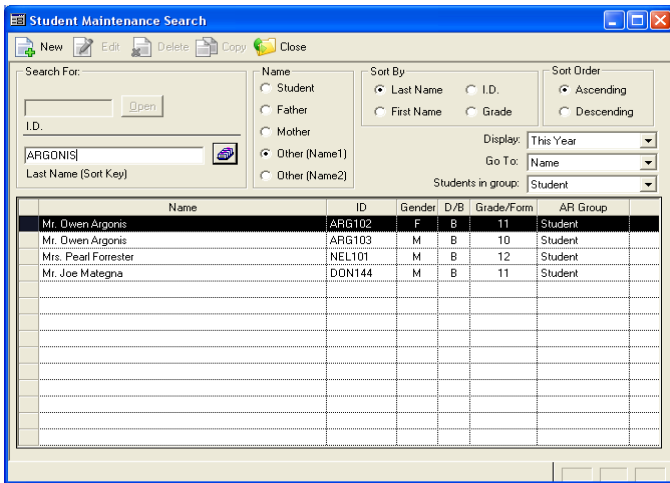 Student Maintenance Search
New Edit Delete Copy Close
Search For:
Open
I.D.
ARGONIS
Last Name (Sort Key)
Name
Student
Father
Mother
Other (Name1)
Other (Name2)
Sort By
Last Name I.D.
First Name Grade
Sort Order
Ascending
Descending
Display: This Year
Go To: Name
Students in group: Student
Name ID Gender D/B Grade/Form AR Group
Mr. Owen Argonis ARG102 F B 11 Student
Mr. Owen Argonis ARG103 M B 10 Student
Mrs. Pearl Forrester NEL101 M B 12 Student
Mr. Joe Mategna DON144 M B 11 Student